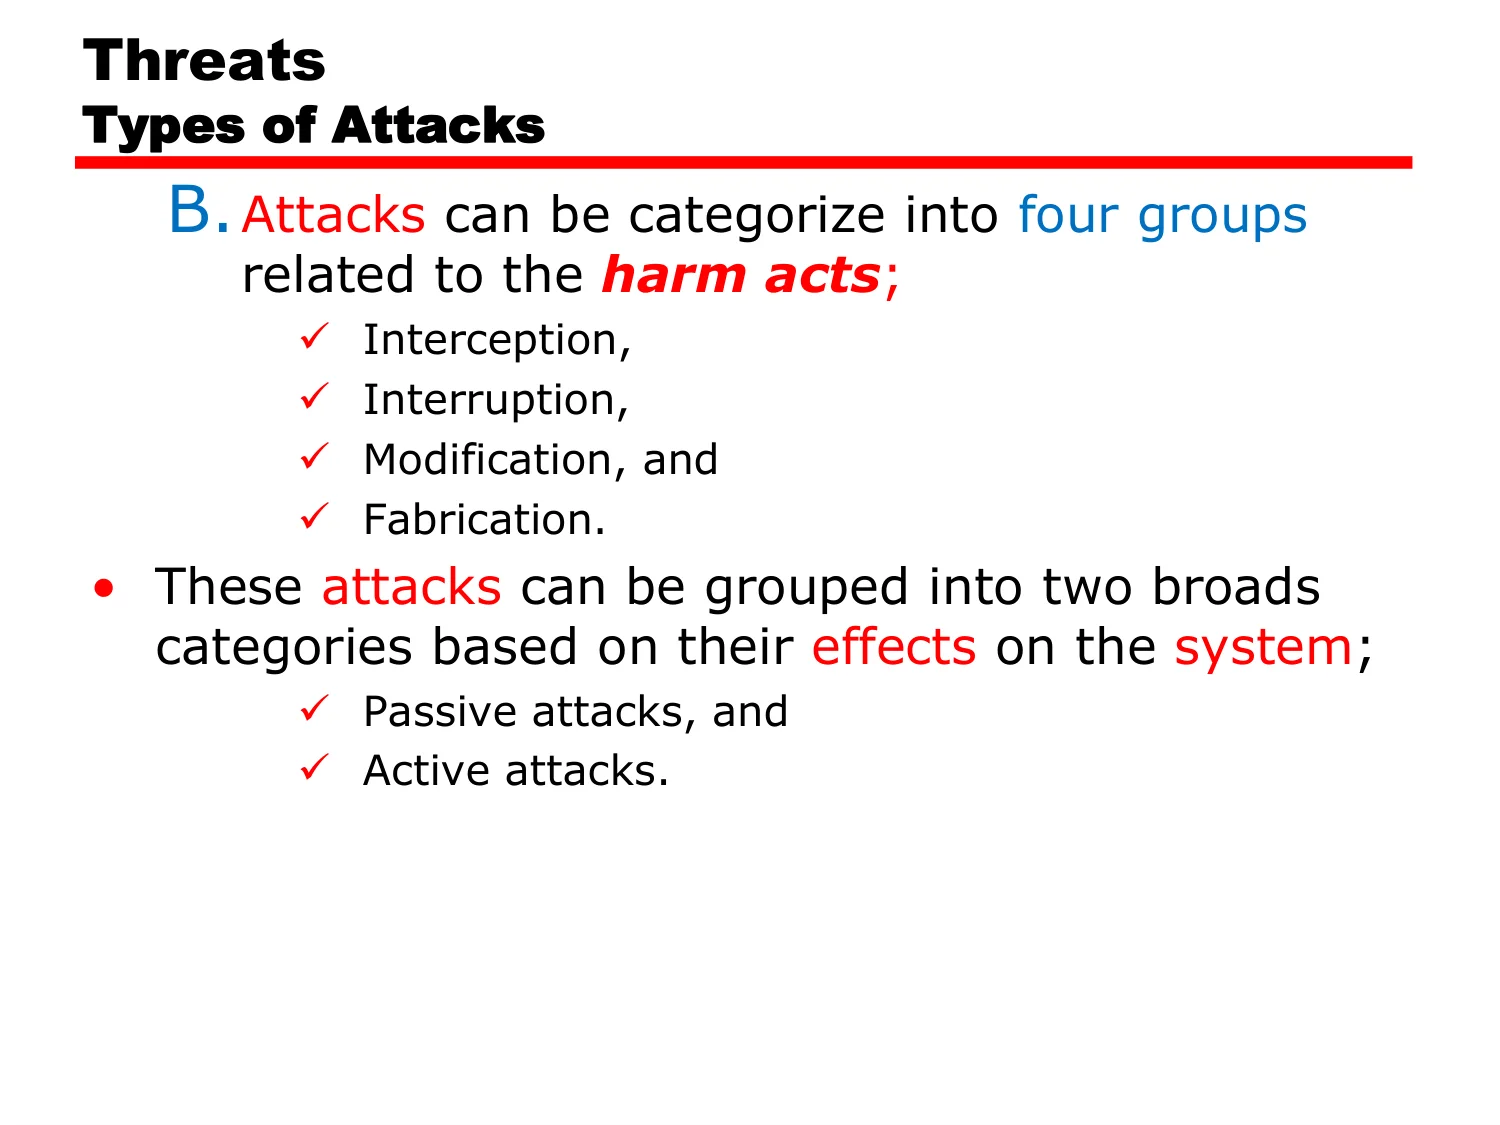 Threats
Types of Attacks
B. Attacks can be categorize into four groups
related to the harm acts;
✓ Interception,
✓ Interruption,
✓ Modification, and
✓ Fabrication.
• These attacks can be grouped into two broads
categories based on their effects on the system;
✓ Passive attacks, and
✓ Active attacks.